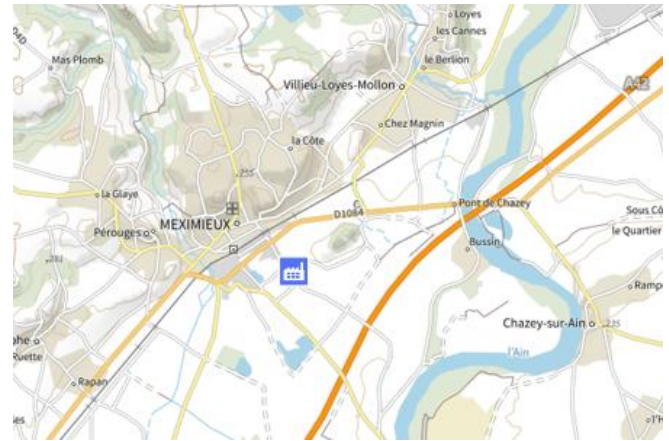 Loyes
les Cannes
Mas Plomb
le Berlion
A42
Villieu-Loyes-Mollon
Chez Magnin
la Côte
255
la Glaye
D1084
Pont de Chazey
MEXIMIEUX
Sous Cô
Pérouges
le Quartier
Bussin
Ramp
Chazey-sur-Ain
235
Ruette
l'Ain
Rapan
l'H